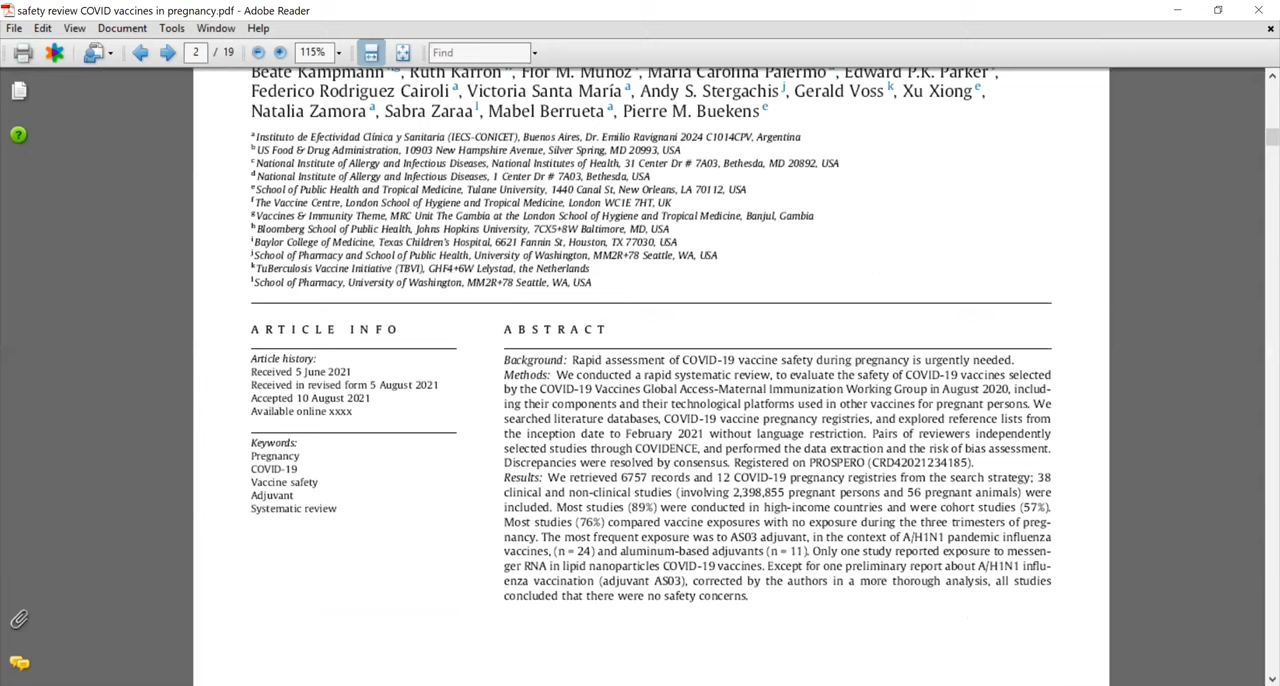 safety review COVID vaccines in pregnancy.pdf - Adobe Reader
File Edit View Document Tools Window Help
2 / 19 115% Find
Beate Kampmann, Ruth Karron, Flor M. Munoz, Maria Carolina Palermo, Edward P.K. Parker,
Federico Rodriguez Cairoli a, Victoria Santa María a, Andy S. Stergachis j, Gerald Voss k, Xu Xiong e,
Natalia Zamora a, Sabra Zaraa l, Mabel Berrueta a, Pierre M. Buekens e
a Instituto de Efectividad Clínica y Sanitaria (IECS-CONICET), Buenos Aires, Dr. Emilio Ravignani 2024 C1014CPV, Argentina
b US Food & Drug Administration, 10903 New Hampshire Avenue, Silver Spring, MD 20993, USA
c National Institute of Allergy and Infectious Diseases, National Institutes of Health, 31 Center Dr # 7A03, Bethesda, MD 20892, USA
d National Institute of Allergy and Infectious Diseases, 1 Center Dr # 7A03, Bethesda, USA
e School of Public Health and Tropical Medicine, Tulane University, 1440 Canal St, New Orleans, LA 70112, USA
f The Vaccine Centre, London School of Hygiene and Tropical Medicine, London WC1E 7HT, UK
g Vaccines & Immunity Theme, MRC Unit The Gambia at the London School of Hygiene and Tropical Medicine, Banjul, Gambia
h Bloomberg School of Public Health, Johns Hopkins University, 7CX5+8W Baltimore, MD, USA
i Baylor College of Medicine, Texas Children's Hospital, 6621 Fannin St, Houston, TX 77030, USA
j School of Pharmacy and School of Public Health, University of Washington, MM2R+78 Seattle, WA, USA
k TuBerculosis Vaccine Initiative (TBVI), GHF4+6W Lelystad, the Netherlands
l School of Pharmacy, University of Washington, MM2R+78 Seattle, WA, USA
ARTICLE INFO
Article history:
Received 5 June 2021
Received in revised form 5 August 2021
Accepted 10 August 2021
Available online xxxx
Keywords:
Pregnancy
COVID-19
Vaccine safety
Adjuvant
Systematic review
ABSTRACT
Background: Rapid assessment of COVID-19 vaccine safety during pregnancy is urgently needed.
Methods: We conducted a rapid systematic review, to evaluate the safety of COVID-19 vaccines selected
by the COVID-19 Vaccines Global Access-Maternal Immunization Working Group in August 2020, includ-
ing their components and their technological platforms used in other vaccines for pregnant persons. We
searched literature databases, COVID-19 vaccine pregnancy registries, and explored reference lists from
the inception date to February 2021 without language restriction. Pairs of reviewers independently
selected studies through COVIDENCE, and performed the data extraction and the risk of bias assessment.
Discrepancies were resolved by consensus. Registered on PROSPERO (CRD42021234185).
Results: We retrieved 6757 records and 12 COVID-19 pregnancy registries from the search strategy; 38
clinical and non-clinical studies (involving 2,398,855 pregnant persons and 56 pregnant animals) were
included. Most studies (89%) were conducted in high-income countries and were cohort studies (57%).
Most studies (76%) compared vaccine exposures with no exposure during the three trimesters of preg-
nancy. The most frequent exposure was to AS03 adjuvant, in the context of A/H1N1 pandemic influenza
vaccines, (n = 24) and aluminum-based adjuvants (n = 11). Only one study reported exposure to messen-
ger RNA in lipid nanoparticles COVID-19 vaccines. Except for one preliminary report about A/H1N1 influ-
enza vaccination (adjuvant AS03), corrected by the authors in a more thorough analysis, all studies
concluded that there were no safety concerns.